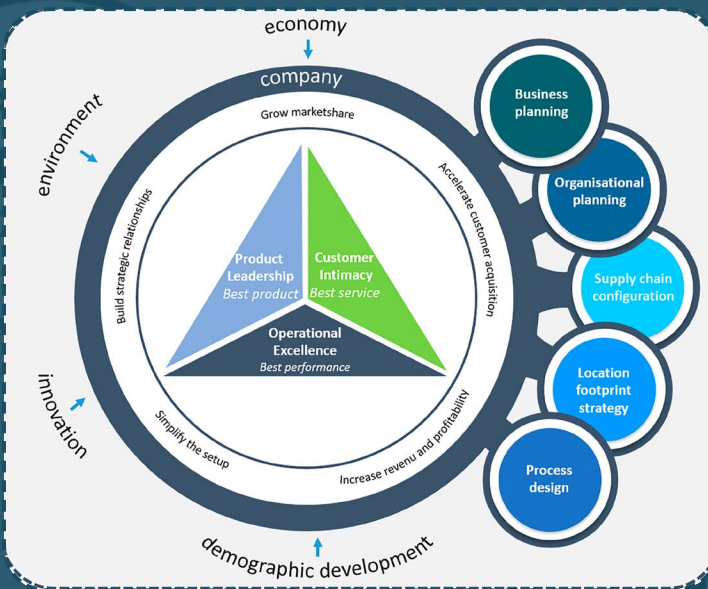 economy
company
Grow marketshare
environment
Build strategic relationships
Accelerate customer acquisition
Product
Leadership
Best product
Customer
Intimacy
Best service
Operational
Excellence
Best performance
innovation
Simplify the setup
Increase revenu and profitability
demographic development
Business
planning
Organisational
planning
Supply chain
configuration
Location
footprint
strategy
Process
design